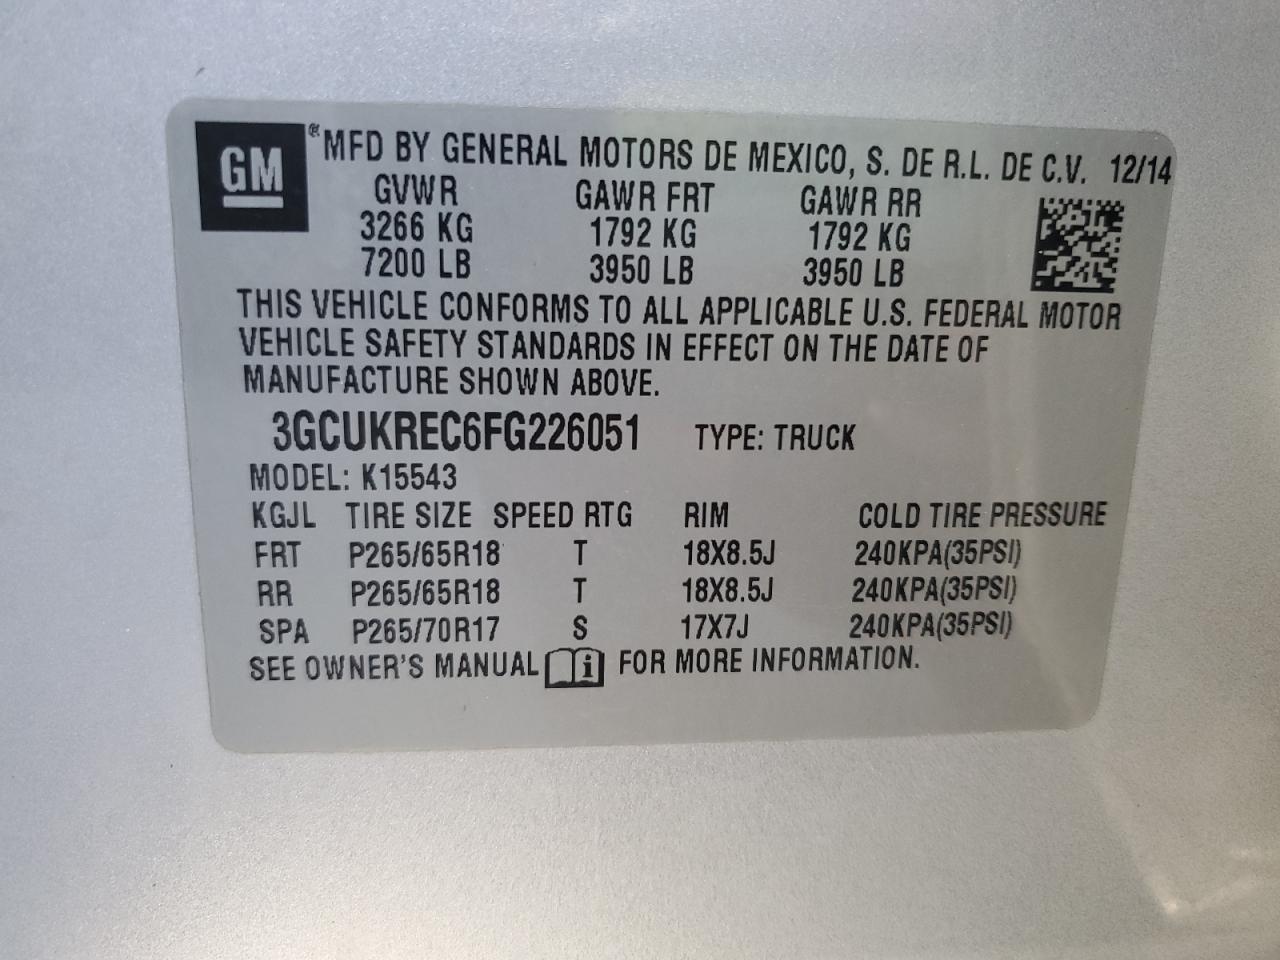 GM ® MFD BY GENERAL MOTORS DE MEXICO, S. DE R.L. DE C.V. 12/14
GVWR GAWR FRT GAWR RR
3266 KG 1792 KG 1792 KG
7200 LB 3950 LB 3950 LB
THIS VEHICLE CONFORMS TO ALL APPLICABLE U.S. FEDERAL MOTOR
VEHICLE SAFETY STANDARDS IN EFFECT ON THE DATE OF
MANUFACTURE SHOWN ABOVE.
3GCUKREC6FG226051 TYPE: TRUCK
MODEL: K15543
KGJL TIRE SIZE SPEED RTG RIM COLD TIRE PRESSURE
FRT P265/65R18 T 18X8.5J 240KPA(35PSI)
RR P265/65R18 T 18X8.5J 240KPA(35PSI)
SPA P265/70R17 S 17X7J 240KPA(35PSI)
SEE OWNER'S MANUAL i FOR MORE INFORMATION.